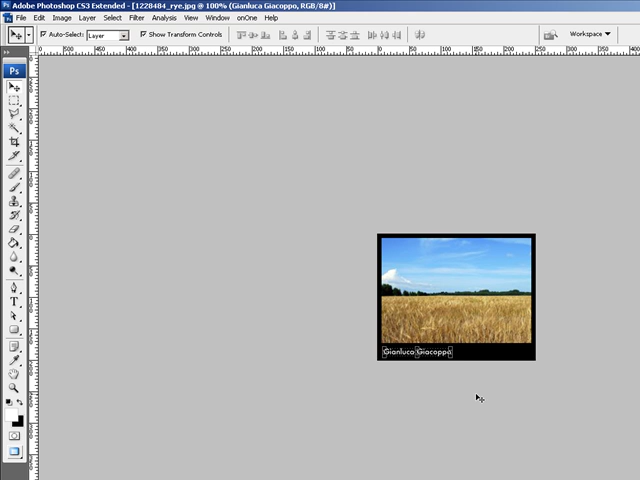 Adobe Photoshop CS3 Extended - [1228484_rye.jpg @ 100% (Gianluca Giacoppo, RGB/8#)]
File Edit Image Layer Select Filter Analysis View Window onOne Help
Auto-Select: Layer Show Transform Controls Workspace
Ps
T
Gianluca Giacoppo